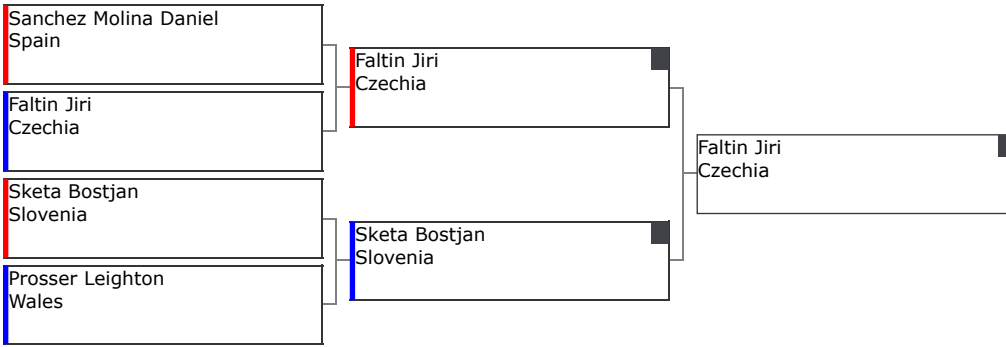 Sanchez Molina Daniel
Spain
Faltin Jiri
Czechia
Sketa Bostjan
Slovenia
Prosser Leighton
Wales
Faltin Jiri
Czechia
Sketa Bostjan
Slovenia
Faltin Jiri
Czechia